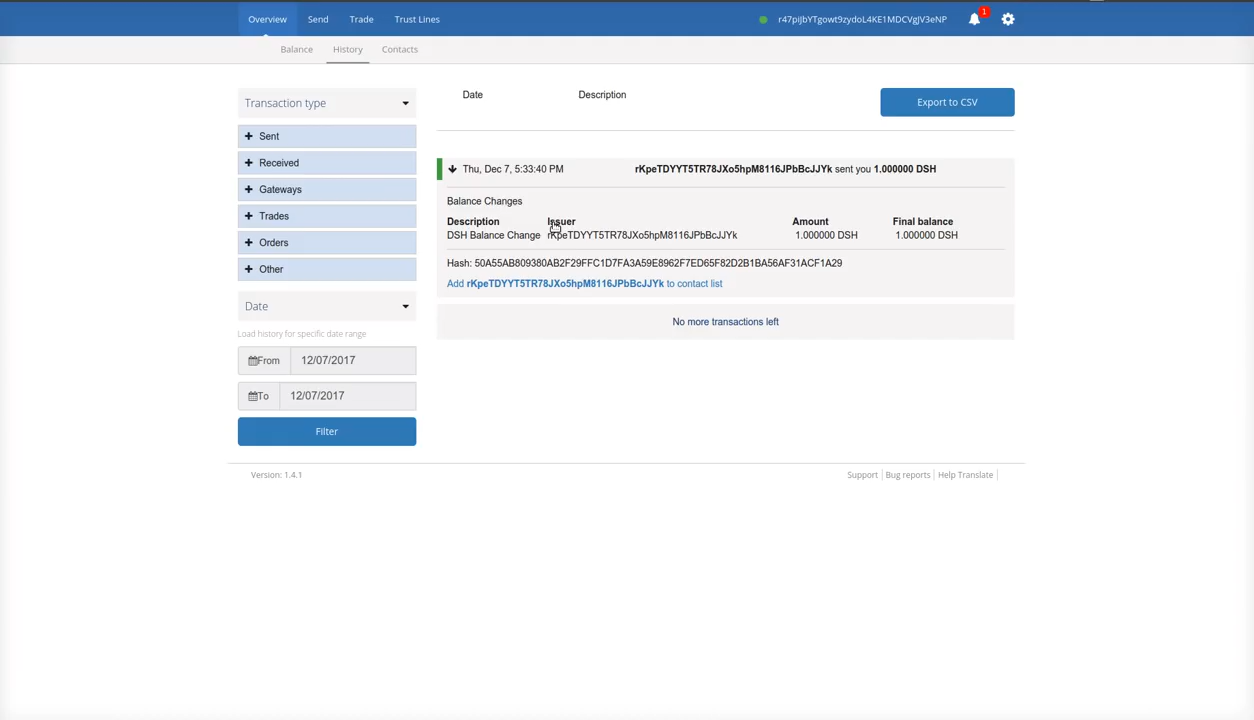 Overview Send Trade Trust Lines r47pijbYTgowt9zydoL4KE1MDCVgjV3eNP 1
Balance History Contacts
Transaction type
Sent
Received
Gateways
Trades
Orders
Other
Date
Load history for specific date range
From 12/07/2017
To 12/07/2017
Filter
Date Description Export to CSV
Thu, Dec 7, 5:33:40 PM rKpeTDYYT5TR78JXo5hpM8116JPbBcJJYk sent you 1.000000 DSH
Balance Changes
Description Issuer Amount Final balance
DSH Balance Change rKpeTDYYT5TR78JXo5hpM8116JPbBcJJYk 1.000000 DSH 1.000000 DSH
Hash: 50A55AB809380AB2F29FFC1D7FA3A59E8962F7ED65F82D2B1BA56AF31ACF1A29
Add rKpeTDYYT5TR78JXo5hpM8116JPbBcJJYk to contact list
No more transactions left
Version: 1.4.1 Support Bug reports Help Translate